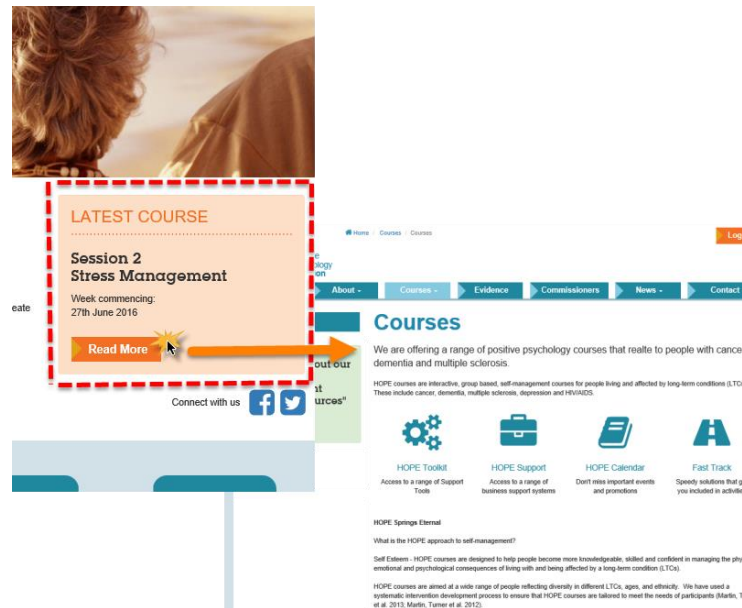 LATEST COURSE
Session 2
Stress Management
Week commencing:
27th June 2016
Read More
Connect with us
eate
Home / Courses / Courses
Log
ology
on
About
Courses
Evidence
Commissioners
News
Contact
Courses
We are offering a range of positive psychology courses that realte to people with cance
dementia and multiple sclerosis.
out our
nt
urces"
HOPE courses are interactive, group based, self-management courses for people living and affected by long-term conditions (LTC
These include cancer, dementia, multiple sclerosis, depression and HIV/AIDS.
HOPE Toolkit
Access to a range of Support
Tools
HOPE Support
Access to a range of
business support systems
HOPE Calendar
Don't miss important events
and promotions
Fast Track
Speedy solutions that g
you included in activitie
HOPE Springs Eternal
What is the HOPE approach to self-management?
Self Esteem - HOPE courses are designed to help people become more knowledgeable, skilled and confident in managing the phy
emotional and psychological consequences of living with and being affected by a long-term condition (LTCs).
HOPE courses are aimed at a wide range of people reflecting diversity in different LTCs, ages, and ethnicity. We have used a
systematic intervention development process to ensure that HOPE courses are tailored to meet the needs of participants (Martin, T
et al. 2013; Martin, Turner et al. 2012).